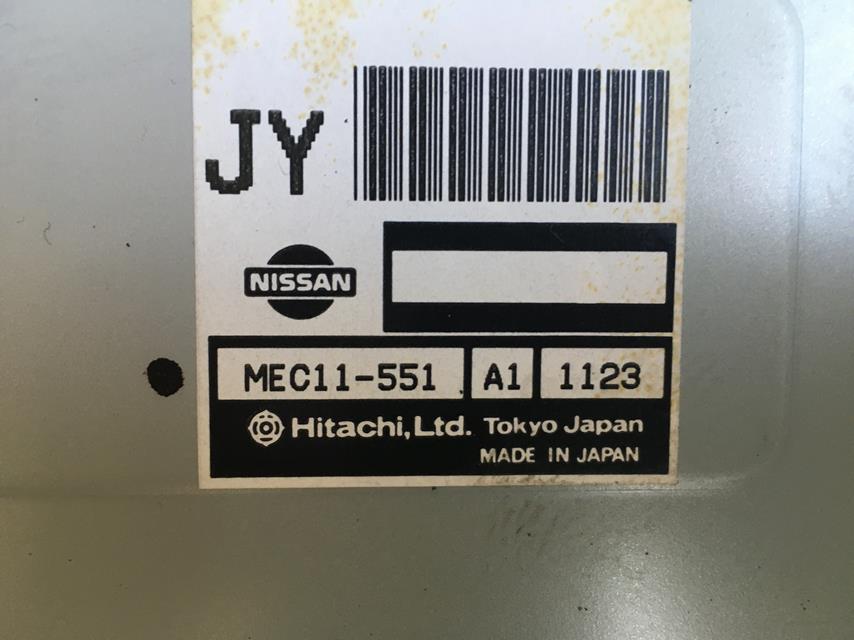 JY
NISSAN
MEC11-551 A1 1123
Hitachi, Ltd. Tokyo Japan
MADE IN JAPAN